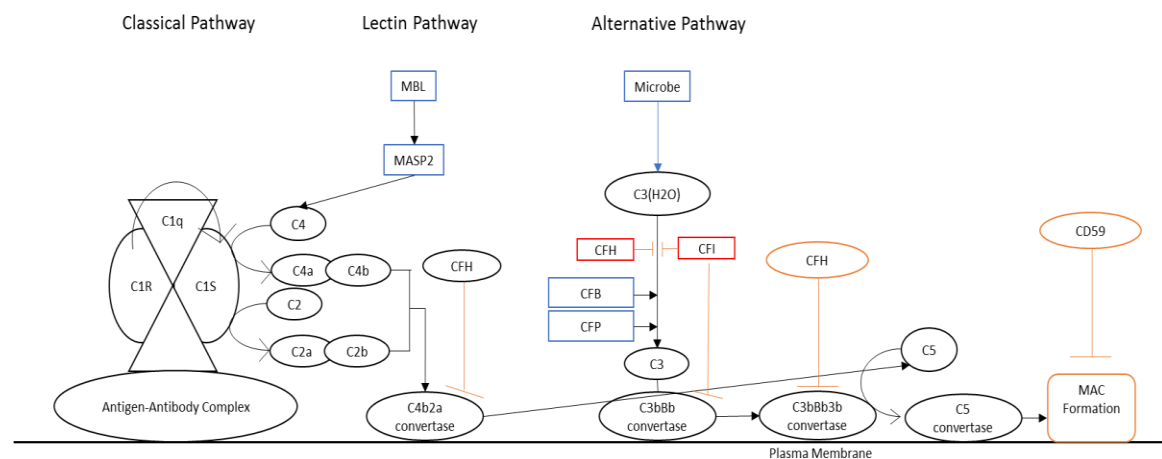 Classical Pathway
Lectin Pathway
Alternative Pathway
MBL
Microbe
MASP2
C3(H2O)
C1q
C4
CD59
CFH
CFI
CFH
CFH
C4a
C4b
C1R
C1S
C2
CFB
CFP
C5
C2a
C2b
C3
Antigen-Antibody Complex
C4b2a
convertase
C3bBb
convertase
C3bBb3b
convertase
C5
convertase
MAC
Formation
Plasma Membrane